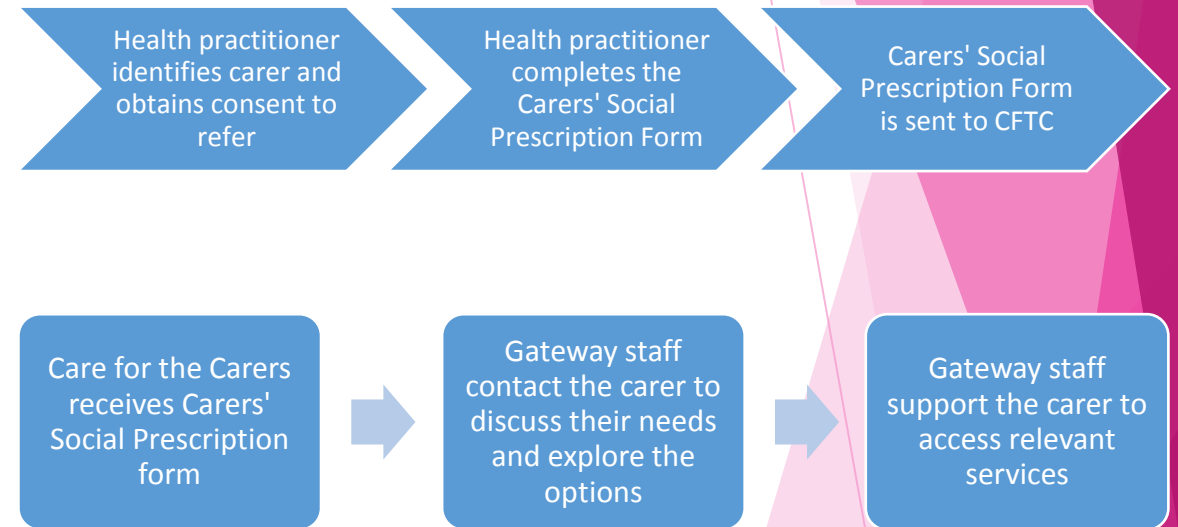 Health practitioner
identifies carer and
obtains consent to
refer
Health practitioner
completes the
Carers' Social
Prescription Form
Carers' Social
Prescription Form
is sent to CFTC
Care for the Carers
receives Carers'
Social Prescription
form
Gateway staff
contact the carer to
discuss their needs
and explore the
options
Gateway staff
support the carer to
access relevant
services